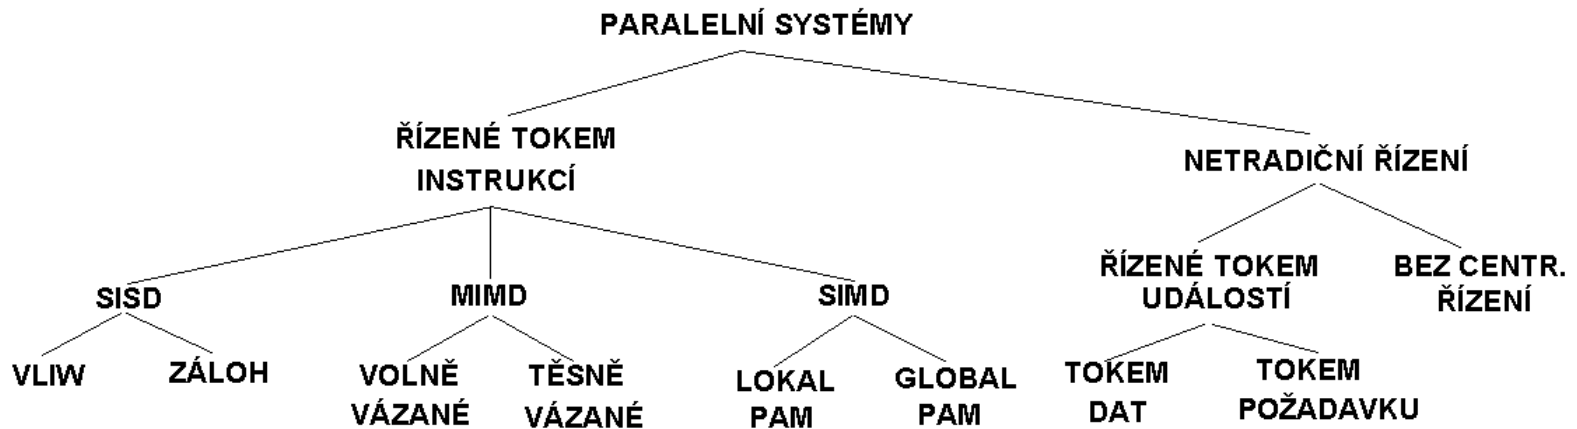 PARALELNÍ SYSTÉMY
ŘÍZENÉ TOKEM
INSTRUKCÍ
NETRADIČNÍ ŘÍZENÍ
SISD
MIMD
SIMD
ŘÍZENÉ TOKEM
UDÁLOSTÍ
BEZ CENTR.
ŘÍZENÍ
VLIW
ZÁLOH
VOLNĚ
VÁZANÉ
TĚSNĚ
VÁZANÉ
LOKAL
PAM
GLOBAL
PAM
TOKEM
DAT
TOKEM
POŽADAVKU